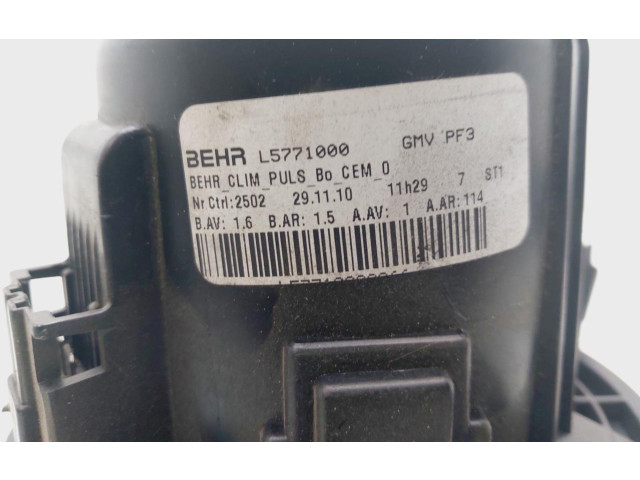 BEHR L5771000 GMV PF3
BEHR_CLIM_PULS_Bo_CEM_0
Nr Ctrl:2502 29.11.10 11h29 7 ST1
B.AV: 1.6 B.AR: 1.5 A.AV: 1 A.AR: 114